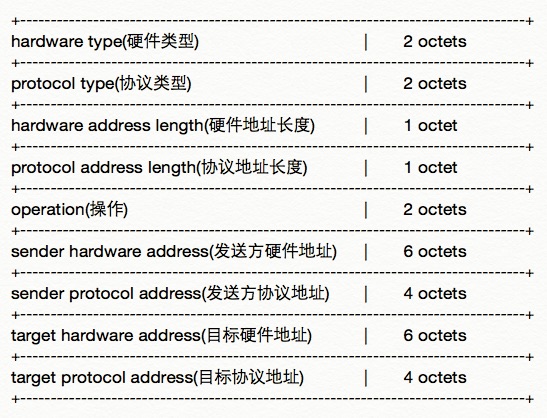 +-----------------------------------------------------------------------+
hardware type(硬件类型) | 2 octets
+-----------------------------------------------------------------------+
protocol type(协议类型) | 2 octets
+-----------------------------------------------------------------------+
hardware address length(硬件地址长度) | 1 octet
+-----------------------------------------------------------------------+
protocol address length(协议地址长度) | 1 octet
+-----------------------------------------------------------------------+
operation(操作) | 2 octets
+-----------------------------------------------------------------------+
sender hardware address(发送方硬件地址) | 6 octets
+-----------------------------------------------------------------------+
sender protocol address(发送方协议地址) | 4 octets
+-----------------------------------------------------------------------+
target hardware address(目标硬件地址) | 6 octets
+-----------------------------------------------------------------------+
target protocol address(目标协议地址) | 4 octets
+-----------------------------------------------------------------------+